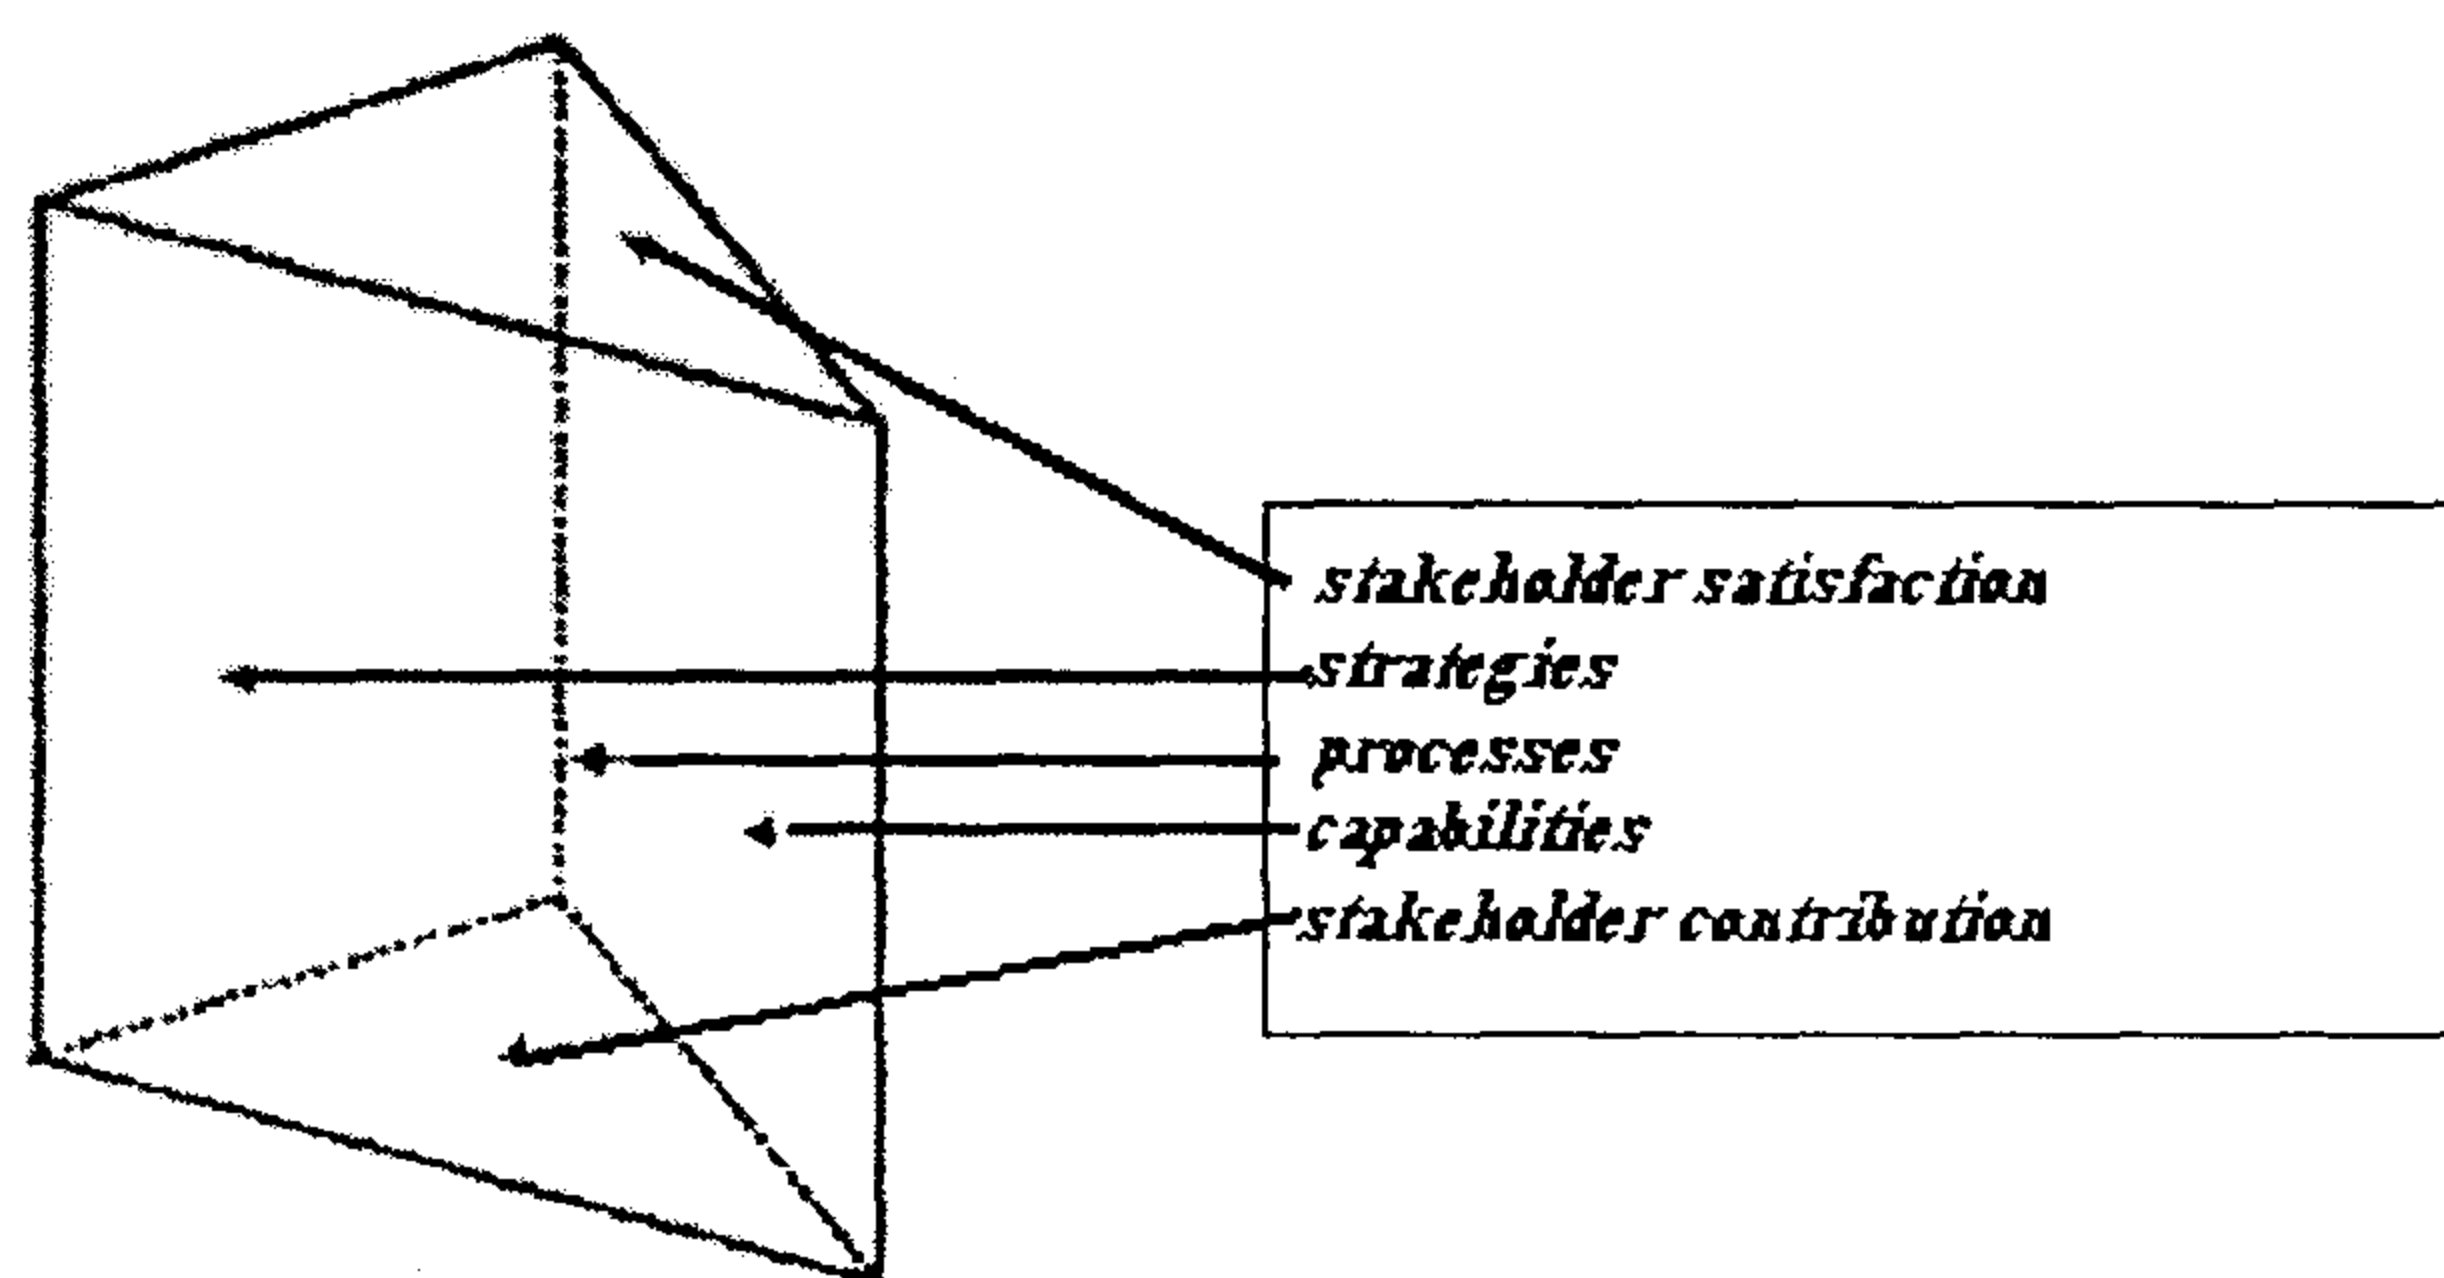 stakeholder satisfaction
strategies
processes
capabilities
stakeholder contribution